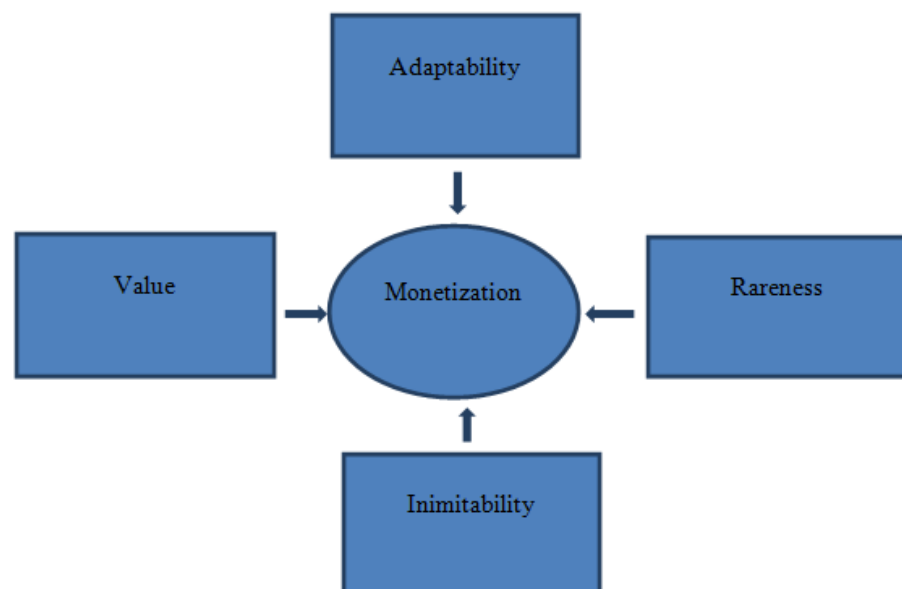 Adaptability
Value
Monetization
Rareness
Inimitability